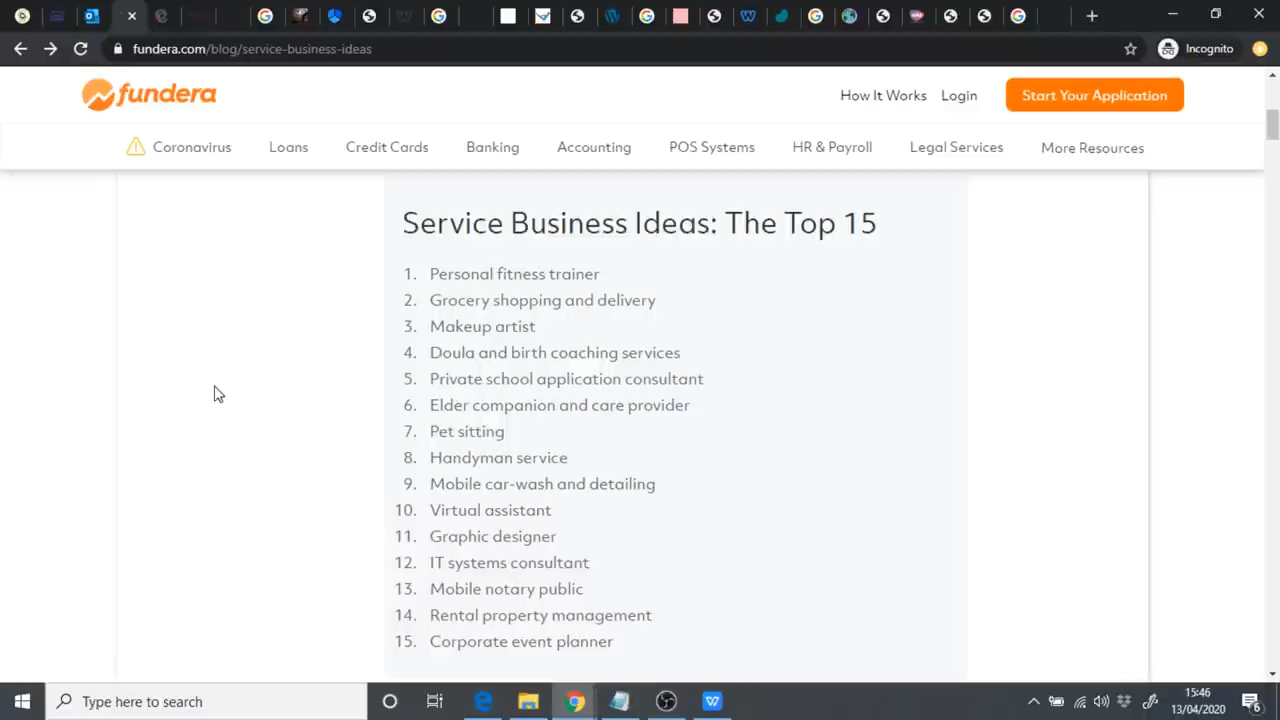 fundera.com/blog/service-business-ideas
Incognito
fundera
How It Works Login Start Your Application
Coronavirus Loans Credit Cards Banking Accounting POS Systems HR & Payroll Legal Services More Resources
Service Business Ideas: The Top 15
1. Personal fitness trainer
2. Grocery shopping and delivery
3. Makeup artist
4. Doula and birth coaching services
5. Private school application consultant
6. Elder companion and care provider
7. Pet sitting
8. Handyman service
9. Mobile car-wash and detailing
10. Virtual assistant
11. Graphic designer
12. IT systems consultant
13. Mobile notary public
14. Rental property management
15. Corporate event planner
Type here to search
15:46
13/04/2020
6